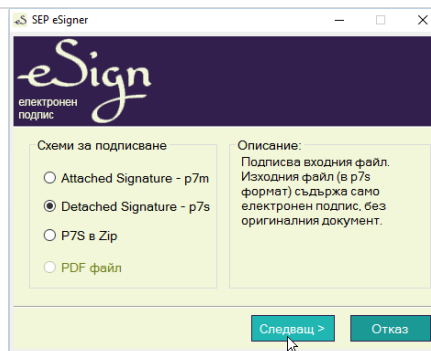 SEP eSigner
eSign
електронен
подпис
Схеми за подписване
Attached Signature - p7m
Detached Signature - p7s
P7S в Zip
PDF файл
Описание:
Подписва входния файл.
Изходния файл (в p7s
формат) съдържа само
електронен подпис, без
оригиналния документ.
Следващ >
Отказ